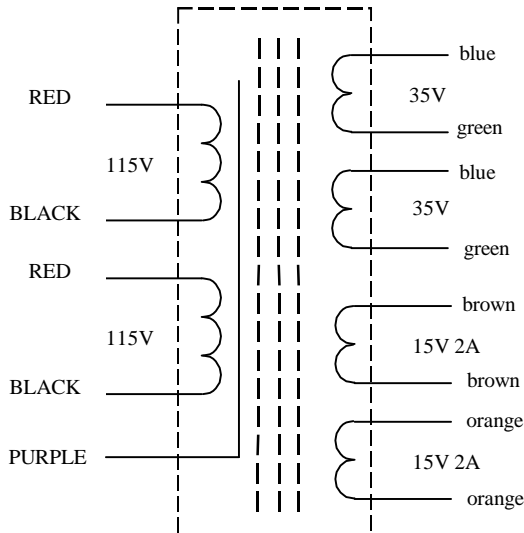 RED
115V
BLACK
RED
115V
BLACK
PURPLE
blue
35V
green
blue
35V
green
brown
15V 2A
brown
orange
15V 2A
orange